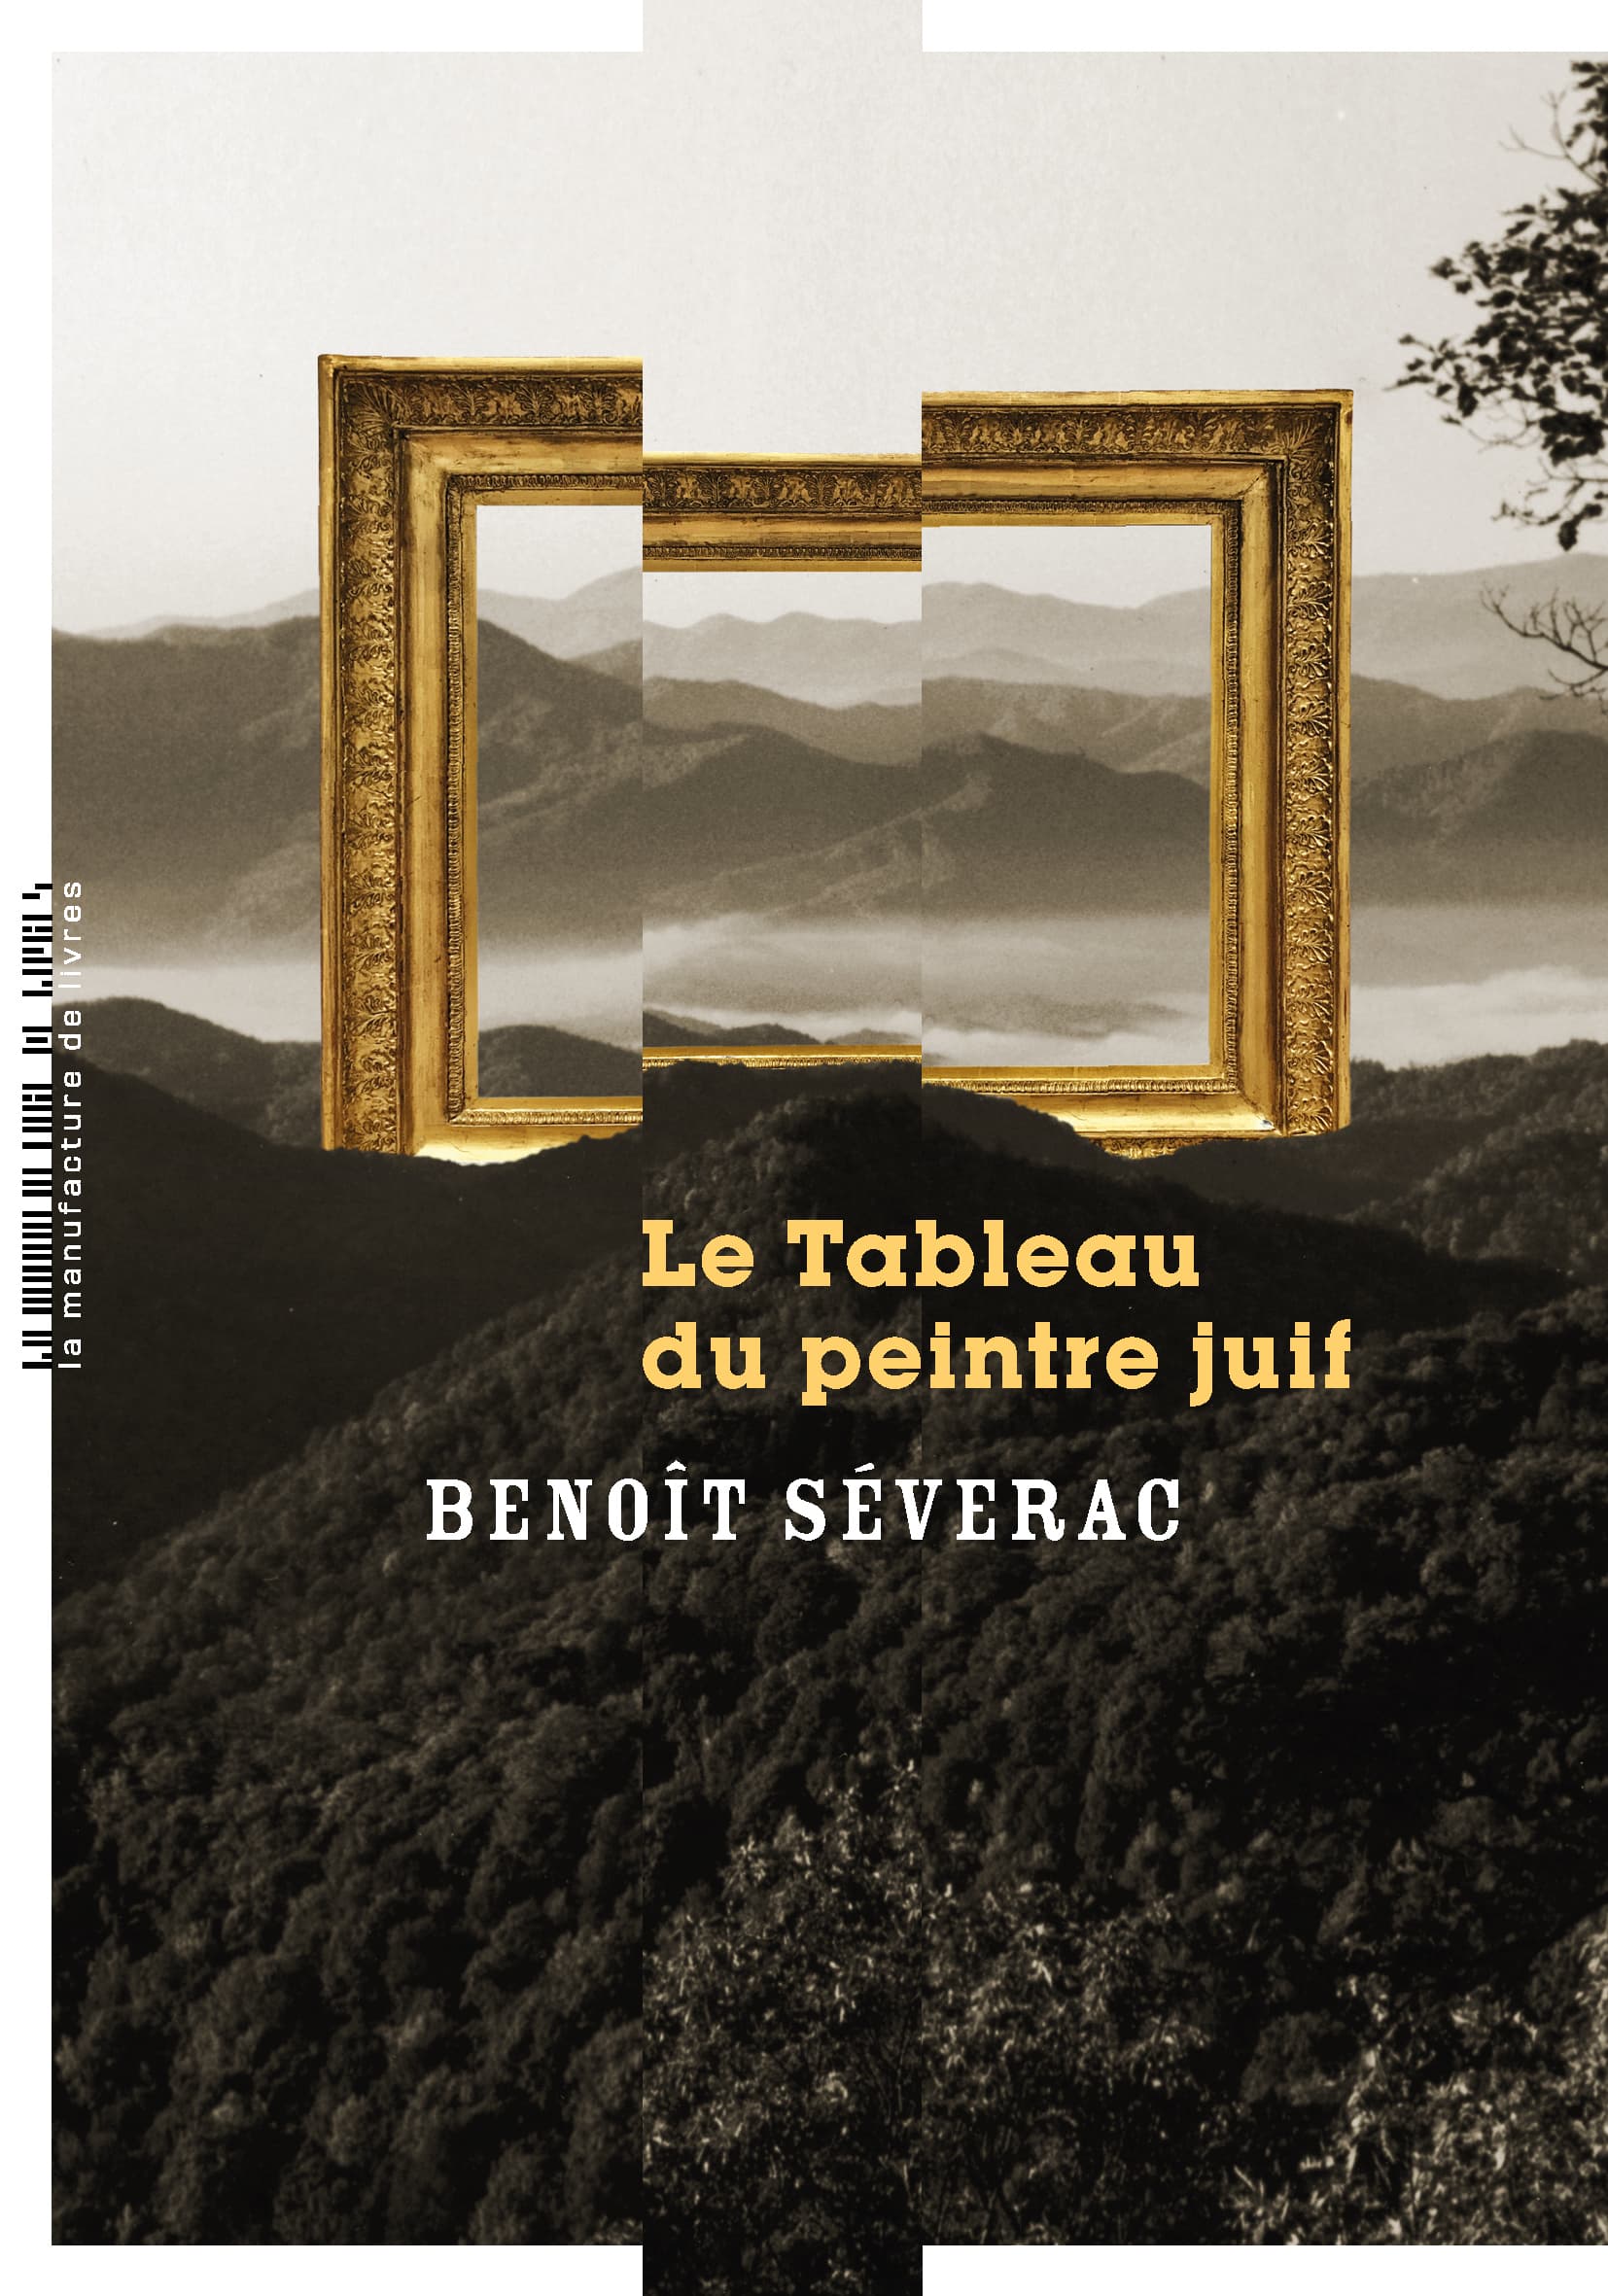 Le Tableau
du peintre juif
BENOÎT SÉVERAC
la manufacture de livres